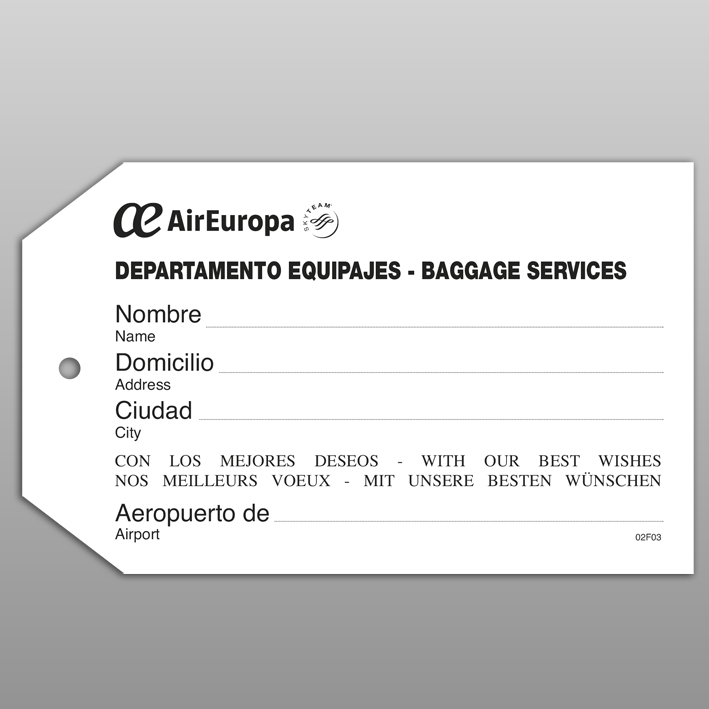 æ AirEuropa SKYTEAM
DEPARTAMENTO EQUIPAJES - BAGGAGE SERVICES
Nombre
Name
Domicilio
Address
Ciudad
City
CON LOS MEJORES DESEOS - WITH OUR BEST WISHES
NOS MEILLEURS VOEUX - MIT UNSERE BESTEN WÜNSCHEN
Aeropuerto de
Airport
02F03